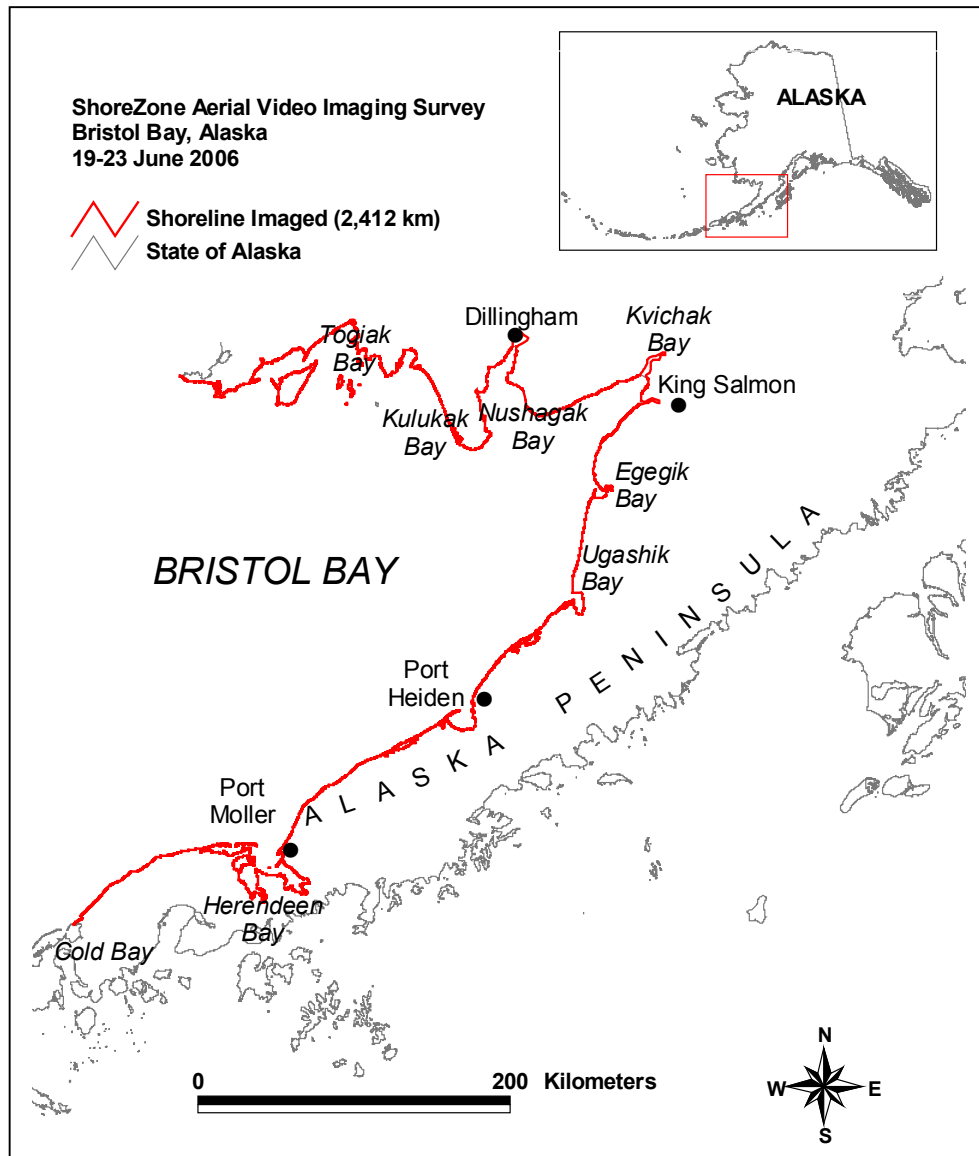 ShoreZone Aerial Video Imaging Survey
Bristol Bay, Alaska
19-23 June 2006
Shoreline Imaged (2,412 km)
State of Alaska
ALASKA
Togiak
Bay
Dillingham
Kvichak
Bay
King Salmon
Kulukak
Bay
Nushagak
Bay
Egegik
Bay
BRISTOL BAY
Ugashik
Bay
ALASKA PENINSULA
Port
Heiden
Port
Moller
Herendeen
Bay
Cold Bay
0 200 Kilometers
N
W E
S